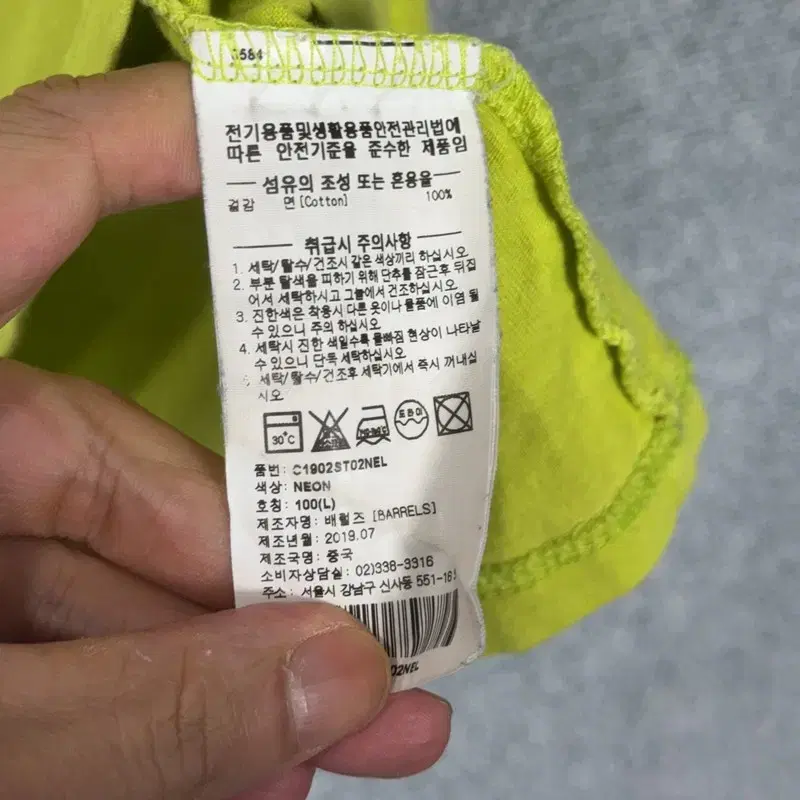 1584
전기용품및생활용품안전관리법에
따른 안전기준을 준수한 제품임
섬유의 조성 또는 혼용율
겉감 면[Cotton] 100%
취급시 주의사항
1. 세탁/탈수/건조시 같은 색상끼리 하십시오.
2. 부분 탈색을 피하기 위해 단추를 잠근후 뒤집
어서 세탁하시고 그늘에서 건조하십시오.
3. 진한색은 착용시 다른 옷이나 물품에 이염 될
수 있으니 주의 하십시오
4. 세탁시 진한 색일수록 물빠짐 현상이 나타날
수 있으니 단독 세탁하십시오.
5. 세탁/탈수/건조후 세탁기에서 즉시 꺼내십
시오
30°C 드라이
품번: C1902ST02NEL
색상: NEON
호칭: 100(L)
제조자명: 배럴즈 [BARRELS]
제조년월: 2019.07
제조국명: 중국
소비자상담실: 02)338-3316
주소: 서울시 강남구 신사동 551-16
02NEL